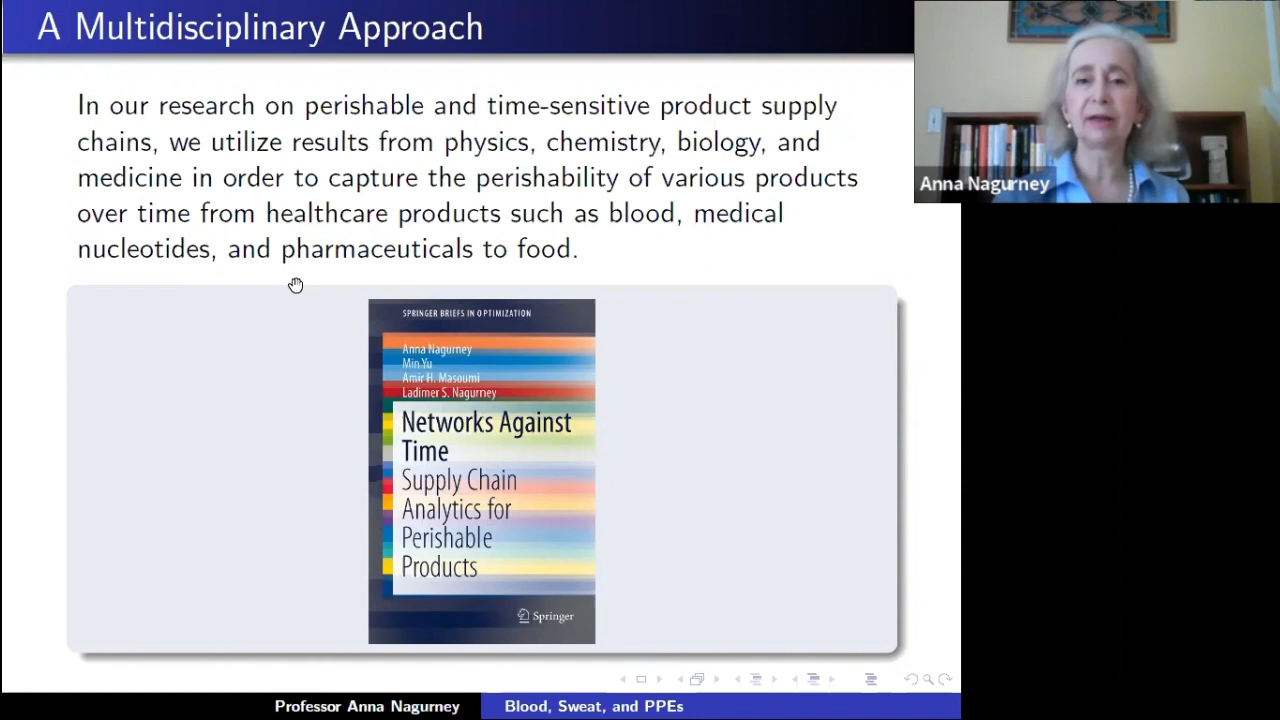 A Multidisciplinary Approach
In our research on perishable and time-sensitive product supply
chains, we utilize results from physics, chemistry, biology, and
medicine in order to capture the perishability of various products
over time from healthcare products such as blood, medical
nucleotides, and pharmaceuticals to food.
SPRINGER BRIEFS IN OPTIMIZATION
Anna Nagurney
Min Yu
Amir H. Masoumi
Ladimer S. Nagurney
Networks Against
Time
Supply Chain
Analytics for
Perishable
Products
Springer
Anna Nagurney
Professor Anna Nagurney
Blood, Sweat, and PPEs